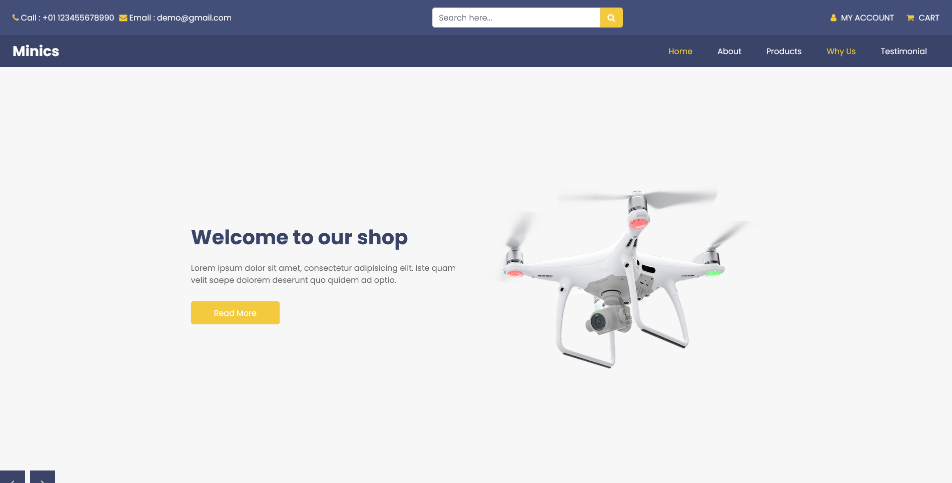 Call : +01 123455678990 Email : demo@gmail.com
Search here...
MY ACCOUNT CART
Minics
Home About Products Why Us Testimonial
Welcome to our shop
Lorem ipsum dolor sit amet, consectetur adipisicing elit. Iste quam
velit saepe dolorem deserunt quo quidem ad optio.
Read More